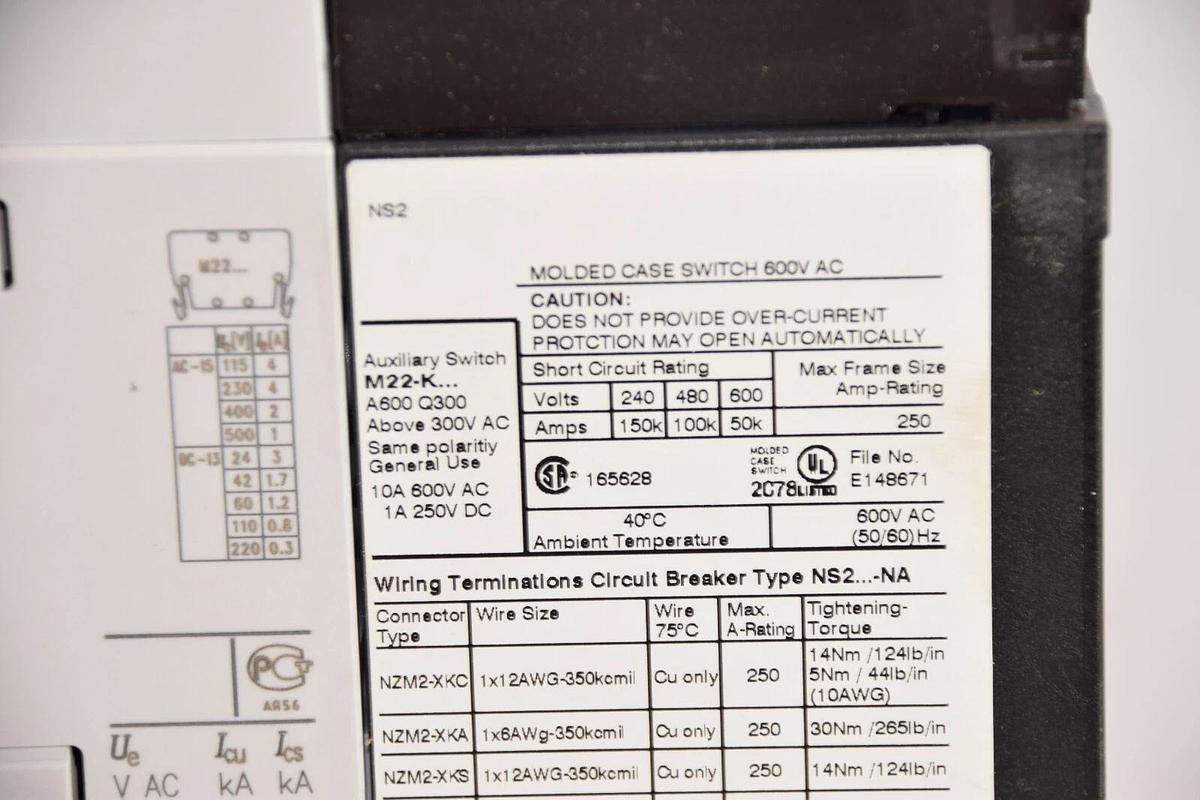 M22...
Ue[V] Ie[A]
AC-15 115 4
230 4
400 2
500 1
DC-13 24 3
42 1.7
60 1.2
110 0.8
220 0.3
PCT
AR56
Ue Icu Ics
V AC kA kA
NS2
MOLDED CASE SWITCH 600V AC
CAUTION:
DOES NOT PROVIDE OVER-CURRENT
PROTCTION MAY OPEN AUTOMATICALLY
Auxiliary Switch
M22-K...
A600 Q300
Above 300V AC
Same polaritiy
General Use
10A 600V AC
1A 250V DC
Short Circuit Rating
Volts 240 480 600
Amps 150k 100k 50k
Max Frame Size
Amp-Rating
250
SA 165628
MOLDED
CASE
SWITCH
2C78 UL LISTED
File No.
E148671
40°C
Ambient Temperature
600V AC
(50/60)Hz
Wiring Terminations Circuit Breaker Type NS2...-NA
Connector Type Wire Size Wire 75°C Max. A-Rating Tightening-Torque
NZM2-XKC 1x12AWG-350kcmil Cu only 250 14Nm /124lb/in
5Nm / 44lb/in
(10AWG)
NZM2-XKA 1x6AWg-350kcmil Cu only 250 30Nm /265lb/in
NZM2-XKS 1x12AWG-350kcmil Cu only 250 14Nm /124lb/in